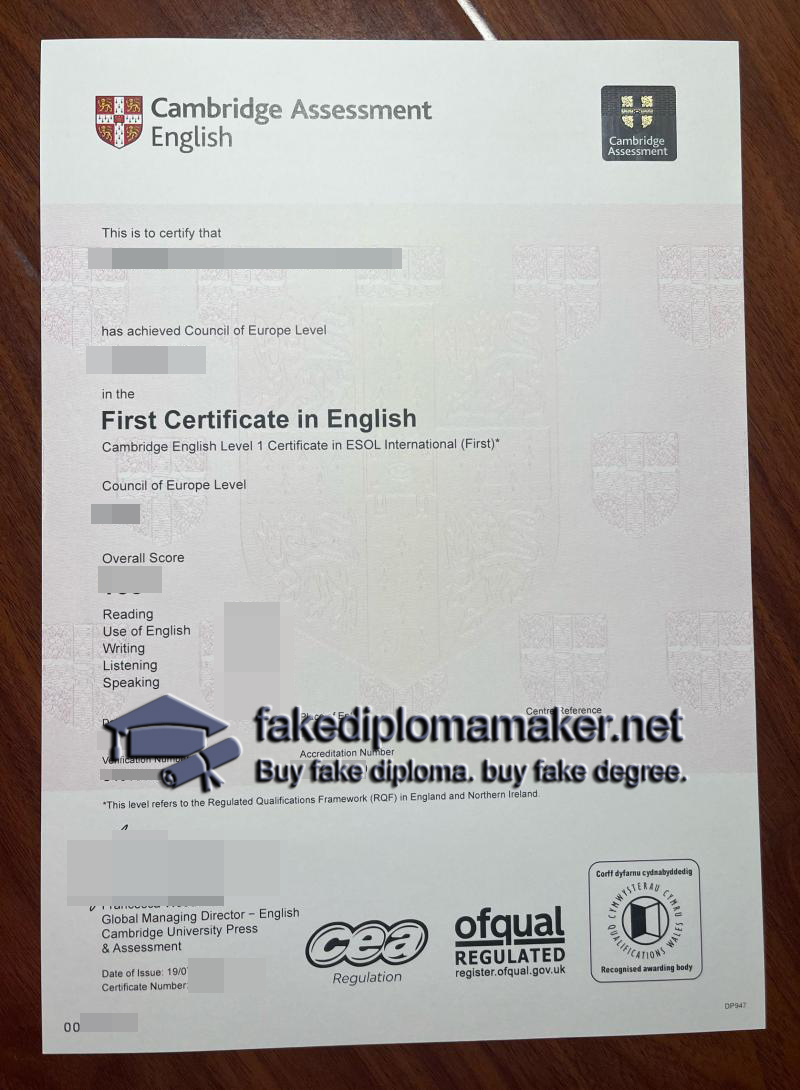 Cambridge Assessment
English
Cambridge
Assessment
This is to certify that
has achieved Council of Europe Level
in the
First Certificate in English
Cambridge English Level 1 Certificate in ESOL International (First)*
Council of Europe Level
Overall Score
Reading
Use of English
Writing
Listening
Speaking
Centre Reference
fakediplomamaker.net
Accreditation Number
Verification Number
Buy fake diploma. buy fake degree.
*This level refers to the Regulated Qualifications Framework (RQF) in England and Northern Ireland.
Global Managing Director – English
Cambridge University Press
& Assessment
Date of Issue: 19/0
Certificate Number:
00
cea
Regulation
ofqual
REGULATED
register.ofqual.gov.uk
Corff dyfarnu cydnabyddedig
CYMWYSTERAU CYMRU
QUALIFICATIONS WALES
Recognised awarding body
DP947